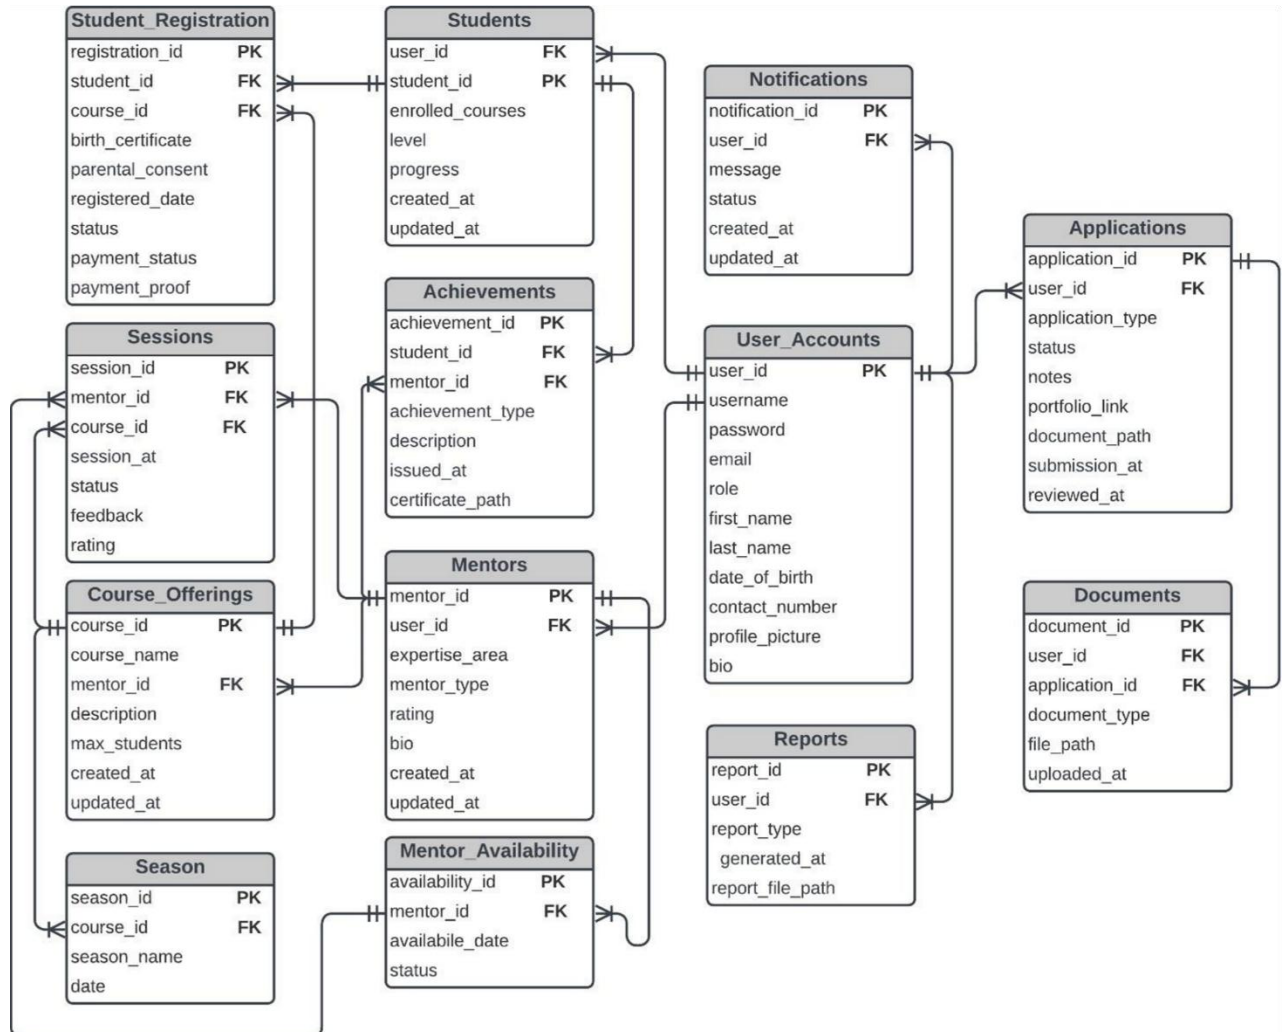 Student_Registration
registration_id PK
student_id FK
course_id FK
birth_certificate
parental_consent
registered_date
status
payment_status
payment_proof
Sessions
session_id PK
mentor_id FK
course_id FK
session_at
status
feedback
rating
Course_Offerings
course_id PK
course_name
mentor_id FK
description
max_students
created_at
updated_at
Season
season_id PK
course_id FK
season_name
date
Students
user_id FK
student_id PK
enrolled_courses
level
progress
created_at
updated_at
Achievements
achievement_id PK
student_id FK
mentor_id FK
achievement_type
description
issued_at
certificate_path
Mentors
mentor_id PK
user_id FK
expertise_area
mentor_type
rating
bio
created_at
updated_at
Mentor_Availability
availability_id PK
mentor_id FK
availabile_date
status
Notifications
notification_id PK
user_id FK
message
status
created_at
updated_at
User_Accounts
user_id PK
username
password
email
role
first_name
last_name
date_of_birth
contact_number
profile_picture
bio
Reports
report_id PK
user_id FK
report_type
generated_at
report_file_path
Applications
application_id PK
user_id FK
application_type
status
notes
portfolio_link
document_path
submission_at
reviewed_at
Documents
document_id PK
user_id FK
application_id FK
document_type
file_path
uploaded_at